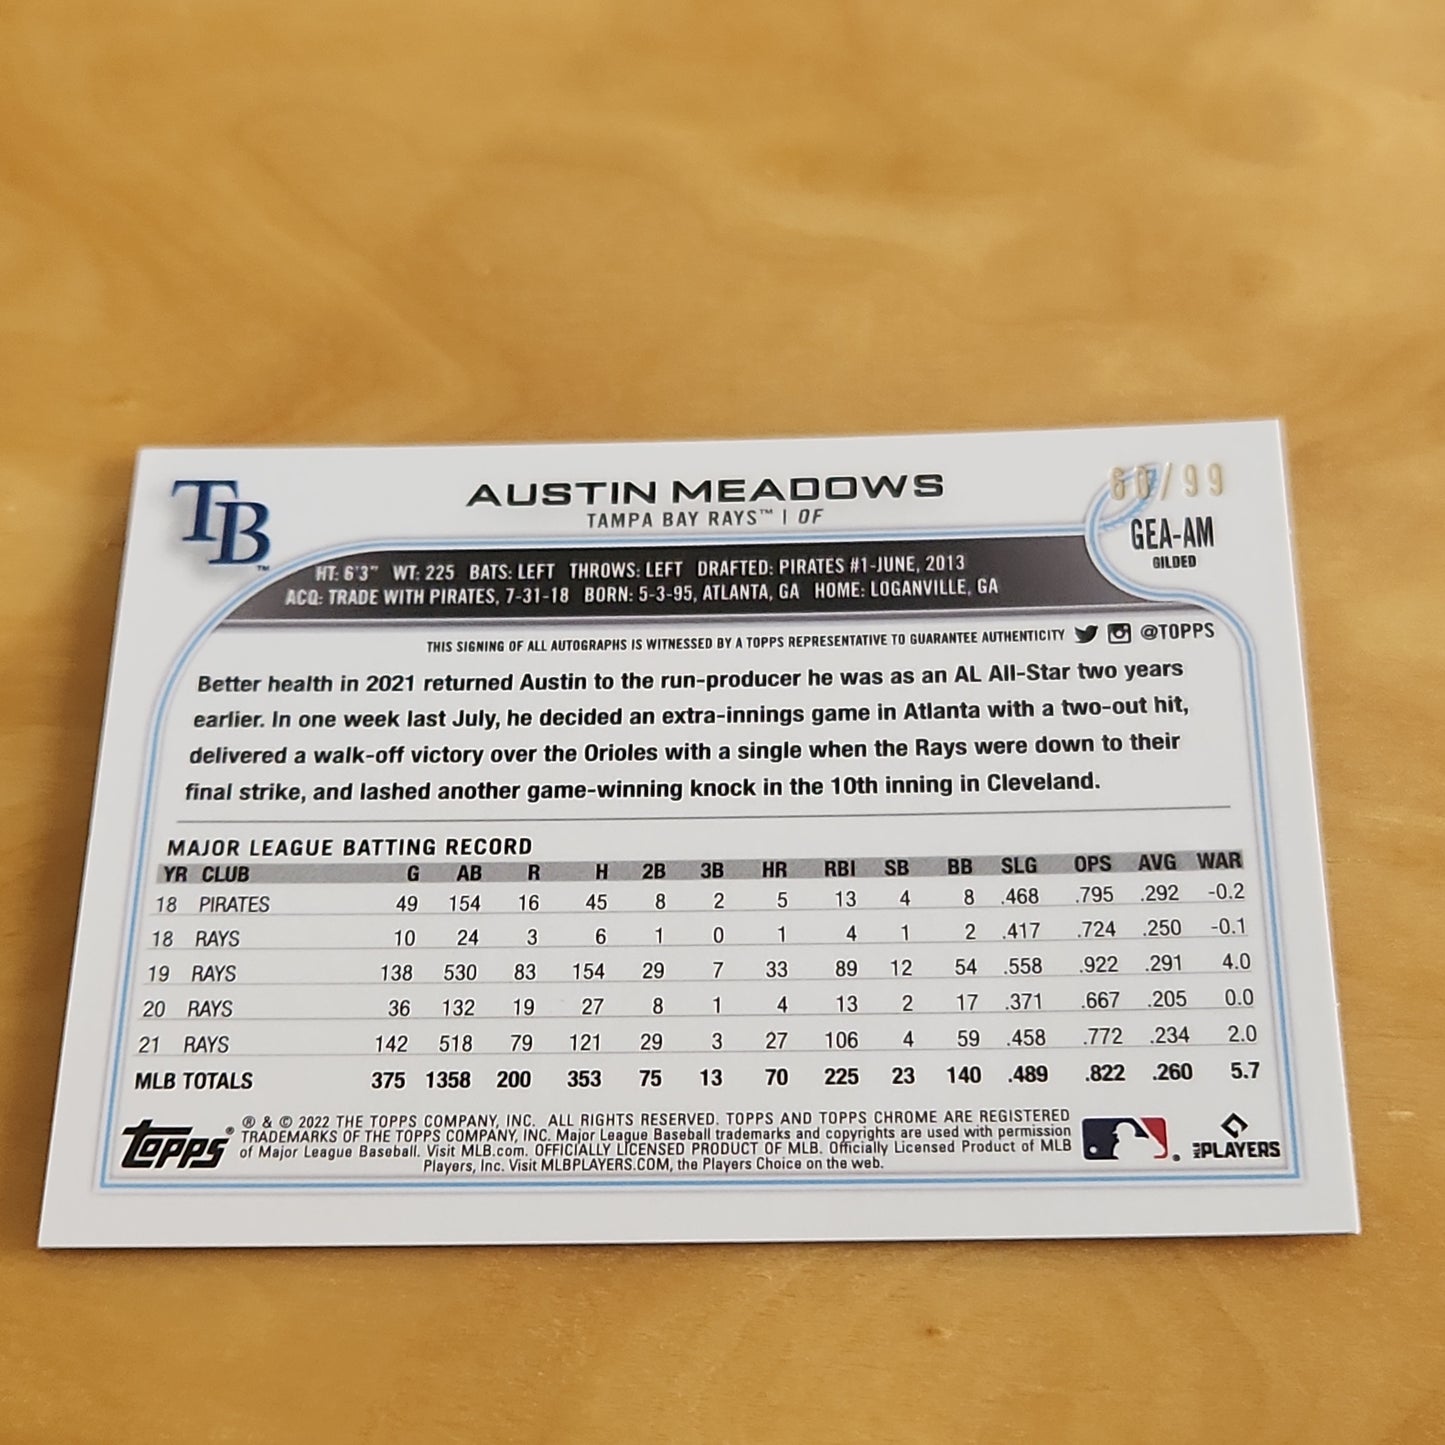 TB™
AUSTIN MEADOWS
TAMPA BAY RAYS™ | OF
60/99
GEA-AM
GILDED
HT: 6'3" WT: 225 BATS: LEFT THROWS: LEFT DRAFTED: PIRATES #1-JUNE, 2013
ACQ: TRADE WITH PIRATES, 7-31-18 BORN: 5-3-95, ATLANTA, GA HOME: LOGANVILLE, GA
THIS SIGNING OF ALL AUTOGRAPHS IS WITNESSED BY A TOPPS REPRESENTATIVE TO GUARANTEE AUTHENTICITY @TOPPS
Better health in 2021 returned Austin to the run-producer he was as an AL All-Star two years
earlier. In one week last July, he decided an extra-innings game in Atlanta with a two-out hit,
delivered a walk-off victory over the Orioles with a single when the Rays were down to their
final strike, and lashed another game-winning knock in the 10th inning in Cleveland.
MAJOR LEAGUE BATTING RECORD
YR CLUB G AB R H 2B 3B HR RBI SB BB SLG OPS AVG WAR
18 PIRATES 49 154 16 45 8 2 5 13 4 8 .468 .795 .292 -0.2
18 RAYS 10 24 3 6 1 0 1 4 1 2 .417 .724 .250 -0.1
19 RAYS 138 530 83 154 29 7 33 89 12 54 .558 .922 .291 4.0
20 RAYS 36 132 19 27 8 1 4 13 2 17 .371 .667 .205 0.0
21 RAYS 142 518 79 121 29 3 27 106 4 59 .458 .772 .234 2.0
MLB TOTALS 375 1358 200 353 75 13 70 225 23 140 .489 .822 .260 5.7
topps®
® & © 2022 THE TOPPS COMPANY, INC. ALL RIGHTS RESERVED. TOPPS AND TOPPS CHROME ARE REGISTERED
TRADEMARKS OF THE TOPPS COMPANY, INC. Major League Baseball trademarks and copyrights are used with permission
of Major League Baseball. Visit MLB.com. OFFICIALLY LICENSED PRODUCT OF MLB. Officially Licensed Product of MLB
Players, Inc. Visit MLBPLAYERS.COM, the Players Choice on the web.
®
MLB PLAYERS